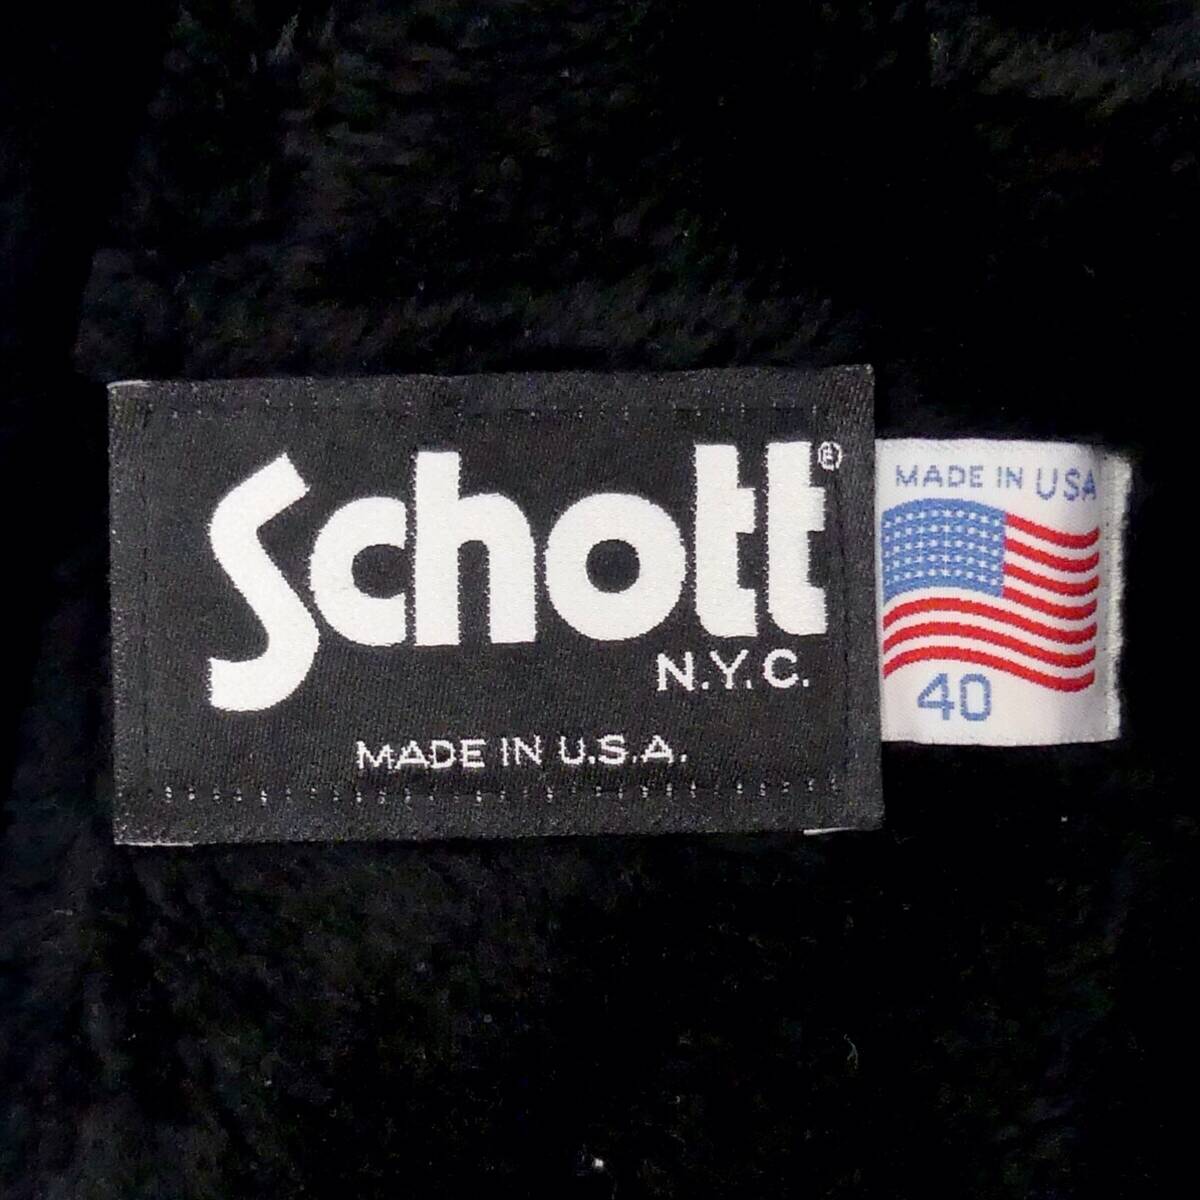 Schott®
N.Y.C.
MADE IN U.S.A.
MADE IN USA
40